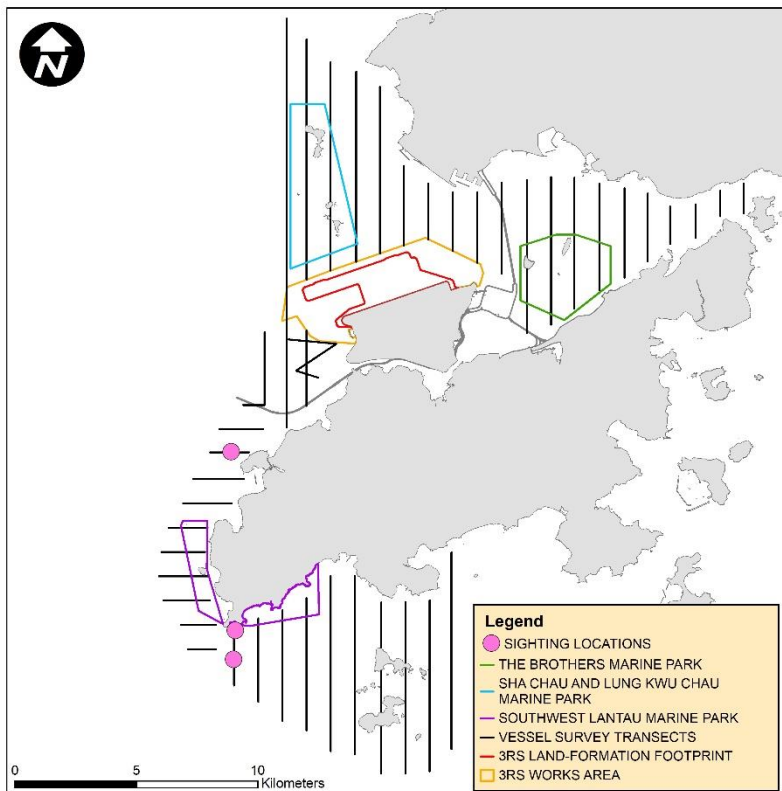 N
Legend
SIGHTING LOCATIONS
THE BROTHERS MARINE PARK
SHA CHAU AND LUNG KWU CHAU
MARINE PARK
SOUTHWEST LANTAU MARINE PARK
VESSEL SURVEY TRANSECTS
3RS LAND-FORMATION FOOTPRINT
3RS WORKS AREA
0 5 10
Kilometers